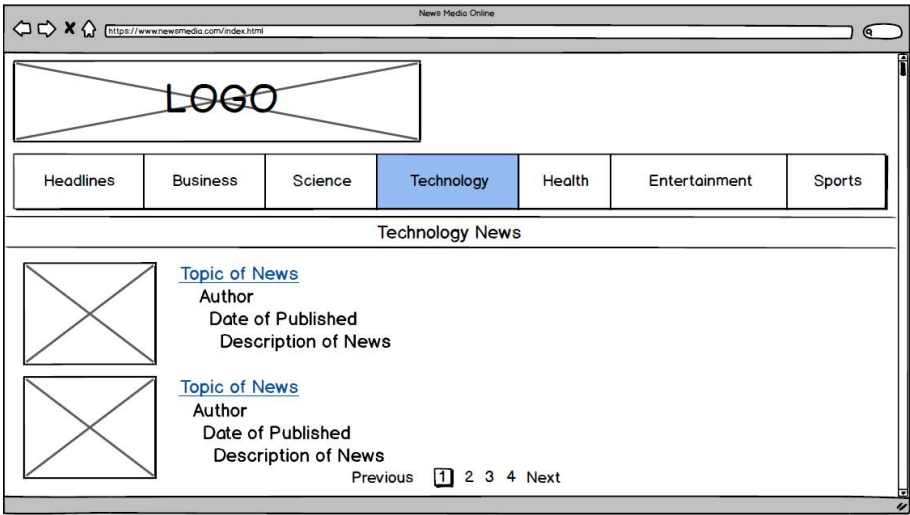 News Media Online
https://www.newsmedia.com/index.html
LOGO
Headlines Business Science Technology Health Entertainment Sports
Technology News
Topic of News
Author
Date of Published
Description of News
Topic of News
Author
Date of Published
Description of News
Previous 1 2 3 4 Next